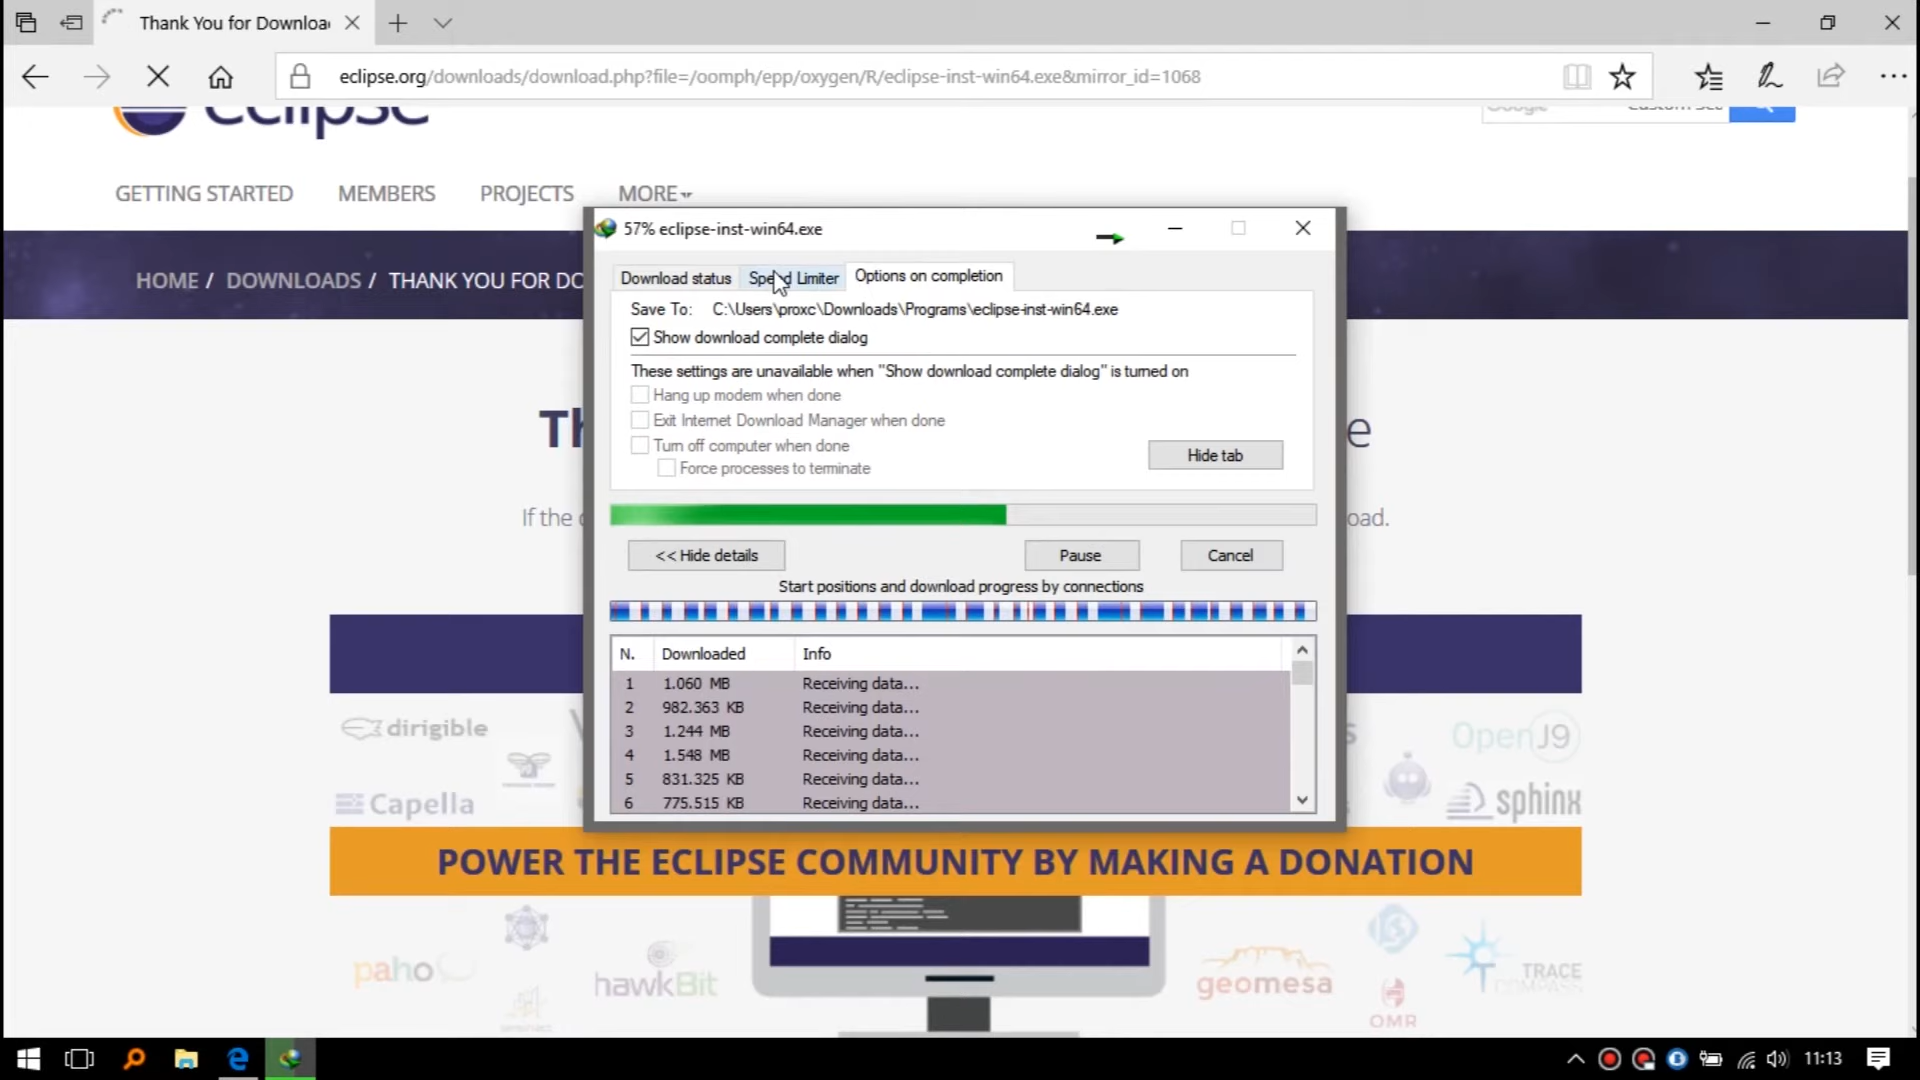 Thank You for Downloa
eclipse.org/downloads/download.php?file=/oomph/epp/oxygen/R/eclipse-inst-win64.exe&mirror_id=1068
eclipse
Google Custom Sea
GETTING STARTED MEMBERS PROJECTS MORE
HOME / DOWNLOADS / THANK YOU FOR DO
57% eclipse-inst-win64.exe
Download status Speed Limiter Options on completion
Save To: C:\Users\proxc\Downloads\Programs\eclipse-inst-win64.exe
Show download complete dialog
These settings are unavailable when "Show download complete dialog" is turned on
Hang up modem when done
Exit Internet Download Manager when done
Turn off computer when done
Force processes to terminate
Hide tab
Th
e
If the
oad.
<< Hide details Pause Cancel
Start positions and download progress by connections
N. Downloaded Info
1 1.060 MB Receiving data...
2 982.363 KB Receiving data...
3 1.244 MB Receiving data...
4 1.548 MB Receiving data...
5 831.325 KB Receiving data...
6 775.515 KB Receiving data...
dirigible
OpenJ9
Capella
sphinx
POWER THE ECLIPSE COMMUNITY BY MAKING A DONATION
paho
hawkBit
geomesa
OMR
TRACE
COMPASS
11:13